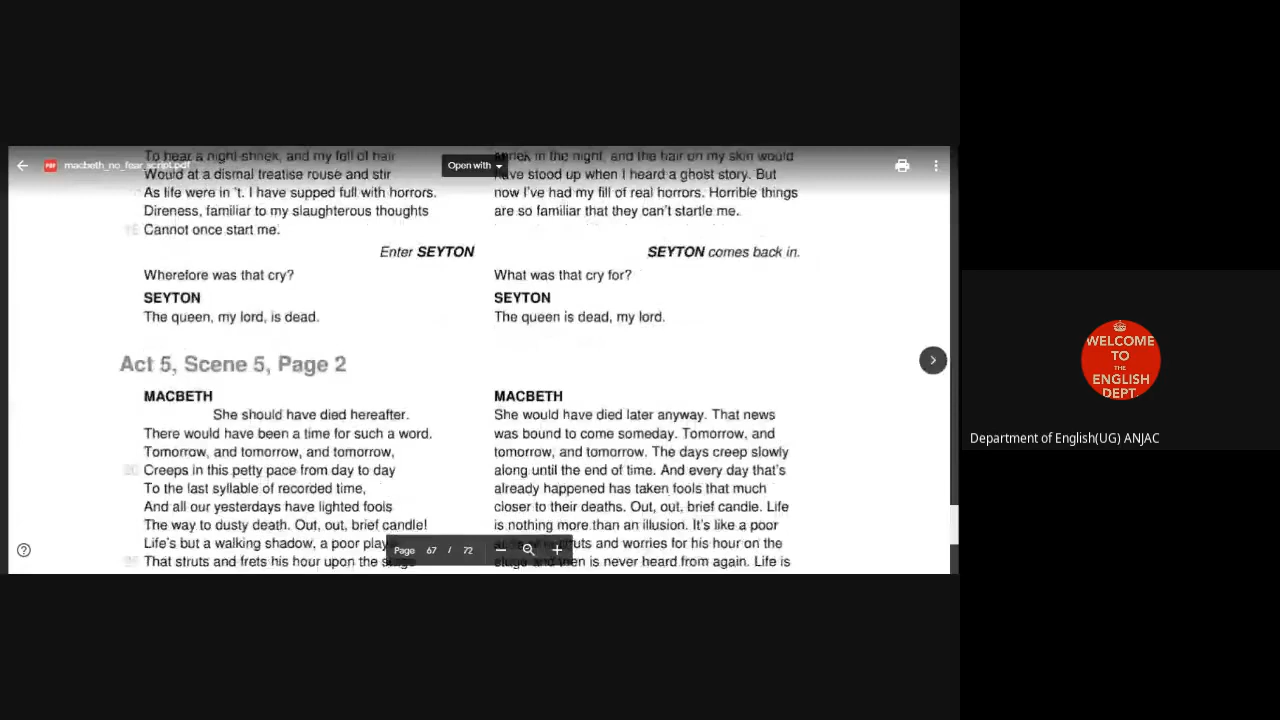 macbeth_no_fear_script.pdf
Open with
To hear a night-shriek, and my fell of hair
Would at a dismal treatise rouse and stir
As life were in 't. I have supped full with horrors.
Direness, familiar to my slaughterous thoughts
15 Cannot once start me.
shriek in the night, and the hair on my skin would
have stood up when I heard a ghost story. But
now I've had my fill of real horrors. Horrible things
are so familiar that they can't startle me.
Enter SEYTON
SEYTON comes back in.
Wherefore was that cry?
What was that cry for?
SEYTON
The queen, my lord, is dead.
SEYTON
The queen is dead, my lord.
Act 5, Scene 5, Page 2
MACBETH
She should have died hereafter.
There would have been a time for such a word.
Tomorrow, and tomorrow, and tomorrow,
20 Creeps in this petty pace from day to day
To the last syllable of recorded time,
And all our yesterdays have lighted fools
The way to dusty death. Out, out, brief candle!
Life's but a walking shadow, a poor play
That struts and frets his hour upon the stage
MACBETH
She would have died later anyway. That news
was bound to come someday. Tomorrow, and
tomorrow, and tomorrow. The days creep slowly
along until the end of time. And every day that's
already happened has taken fools that much
closer to their deaths. Out, out, brief candle. Life
is nothing more than an illusion. It's like a poor
struts and worries for his hour on the
stage and then is never heard from again. Life is
Page 67 / 72
WELCOME
TO
THE
ENGLISH
DEPT.
Department of English(UG) ANJAC